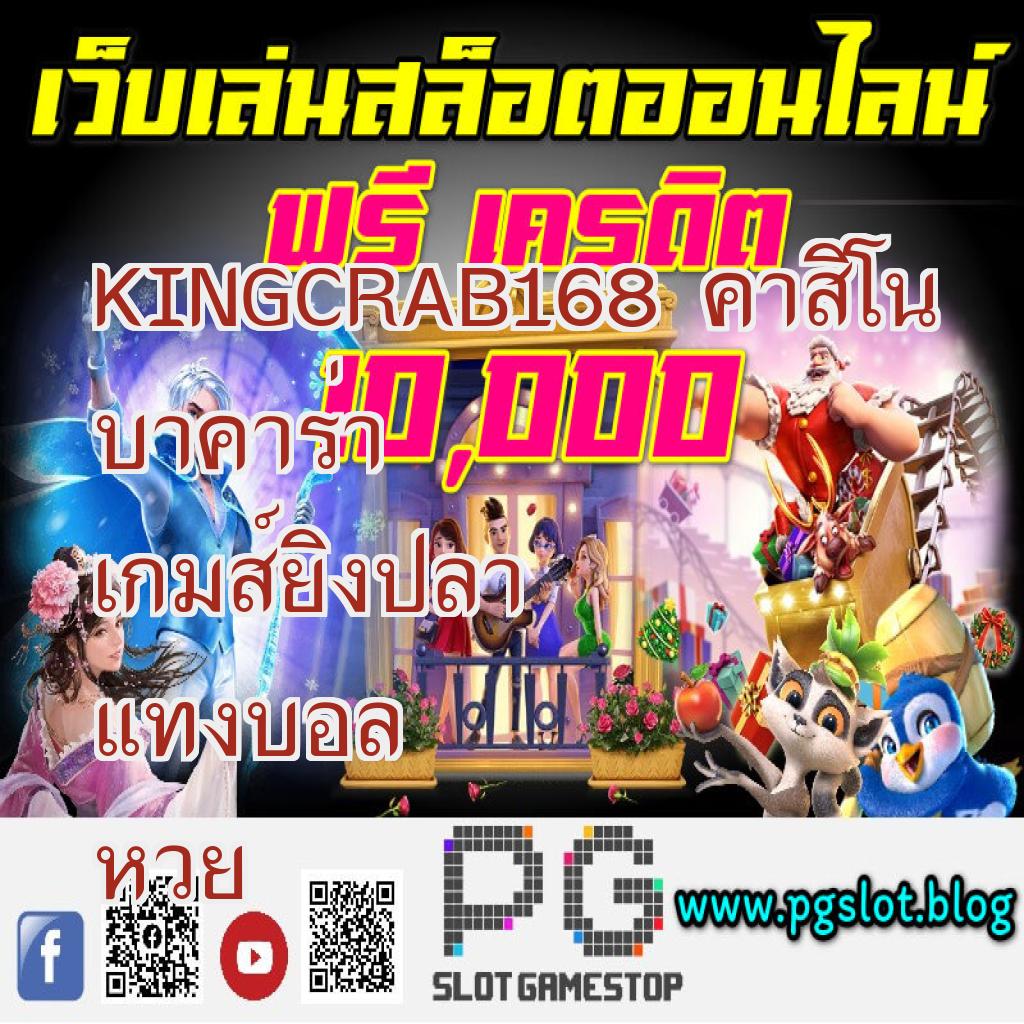 เว็บเล่นสล็อตออนไลน์
ฟรี เครดิต
KINGCRAB168 คาสิโน
บาคาร่า
10,000
เกมส์ยิงปลา
แทงบอล
หวย
PG
www.pgslot.blog
SLOT GAMESTOP